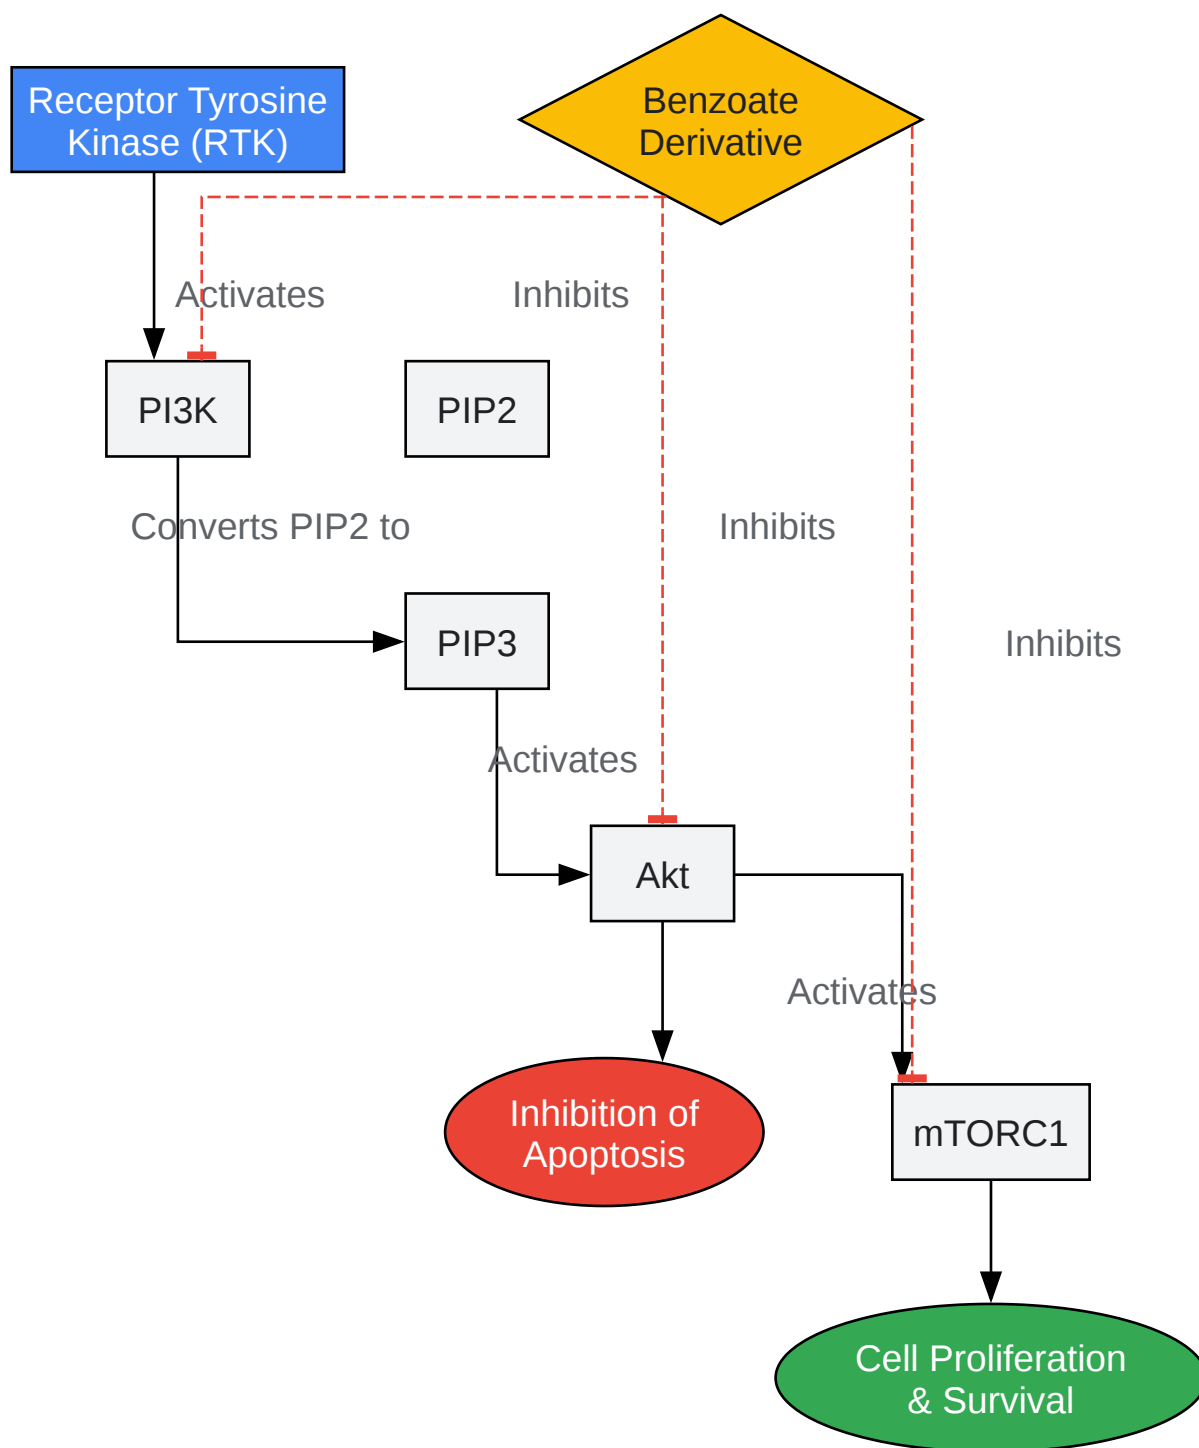 Receptor Tyrosine
Kinase (RTK)
Benzoate
Derivative
Activates
Inhibits
PI3K
PIP2
Converts PIP2 to
Inhibits
PIP3
Inhibits
Activates
Akt
Activates
Inhibition of
Apoptosis
mTORC1
Cell Proliferation
& Survival